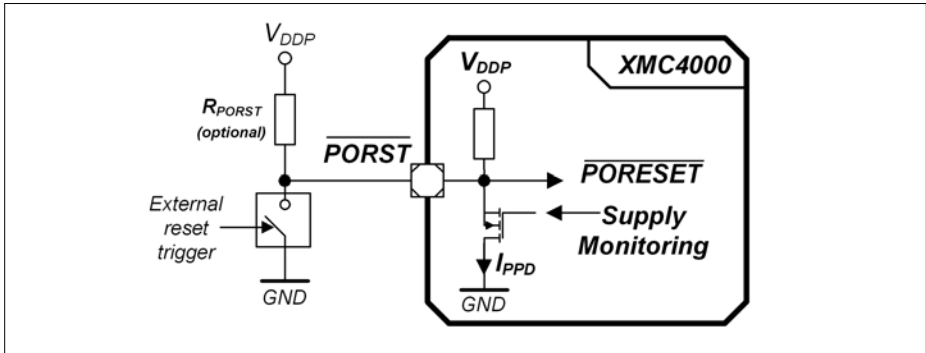 VDDP
RPORST
(optional)
External
reset
trigger
GND
PORST
XMC4000
VDDP
PORESET
Supply
Monitoring
IPPD
GND